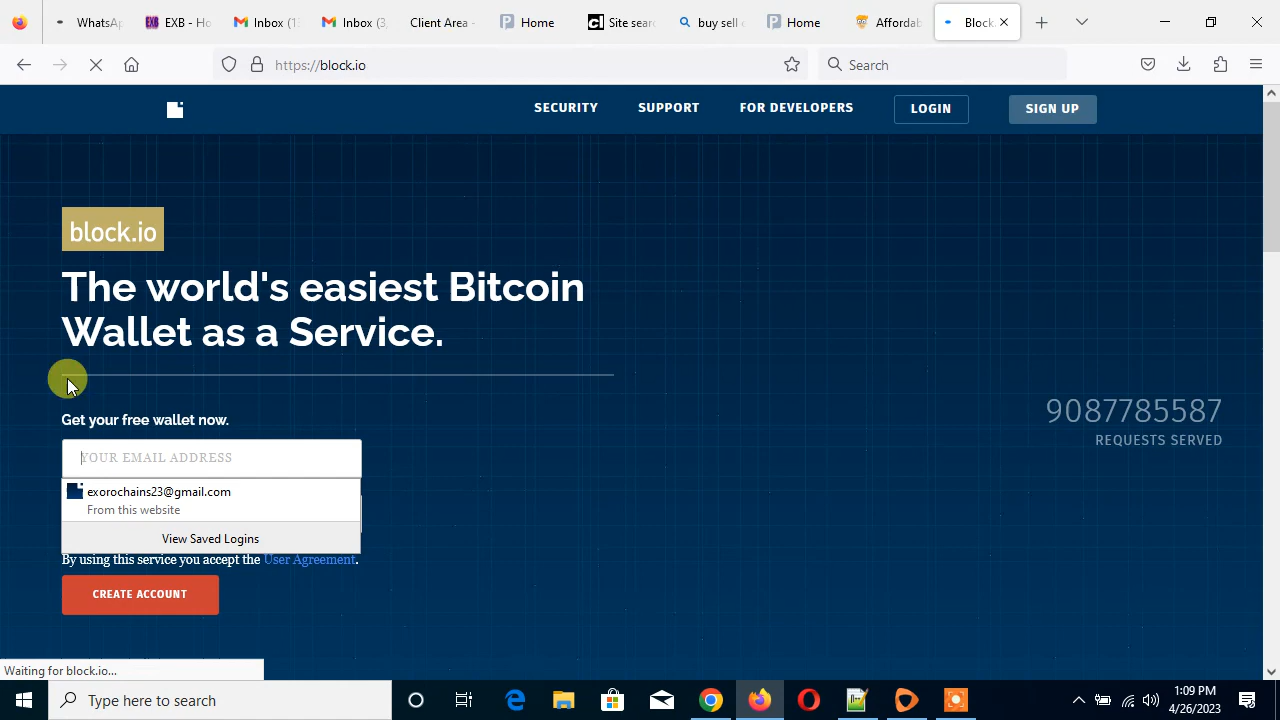 WhatsA
EXB
EXB - Ho
Inbox (1
Inbox (3,
Client Area -
Home
Site sear
buy sell
Home
Affordab
Block.
https://block.io
Search
SECURITY
SUPPORT
FOR DEVELOPERS
LOGIN
SIGN UP
block.io
The world's easiest Bitcoin
Wallet as a Service.
Get your free wallet now.
YOUR EMAIL ADDRESS
exorochains23@gmail.com
From this website
View Saved Logins
By using this service you accept the User Agreement.
CREATE ACCOUNT
9087785587
REQUESTS SERVED
Waiting for block.io...
Type here to search
1:09 PM
4/26/2023